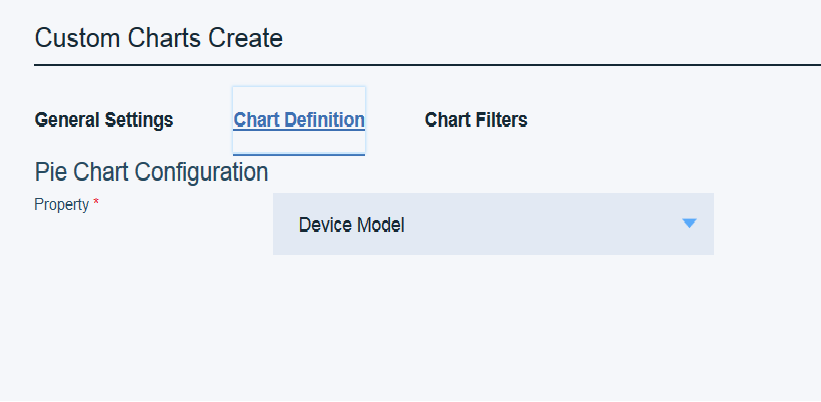 Custom Charts Create
General Settings Chart Definition Chart Filters
Pie Chart Configuration
Property *
Device Model